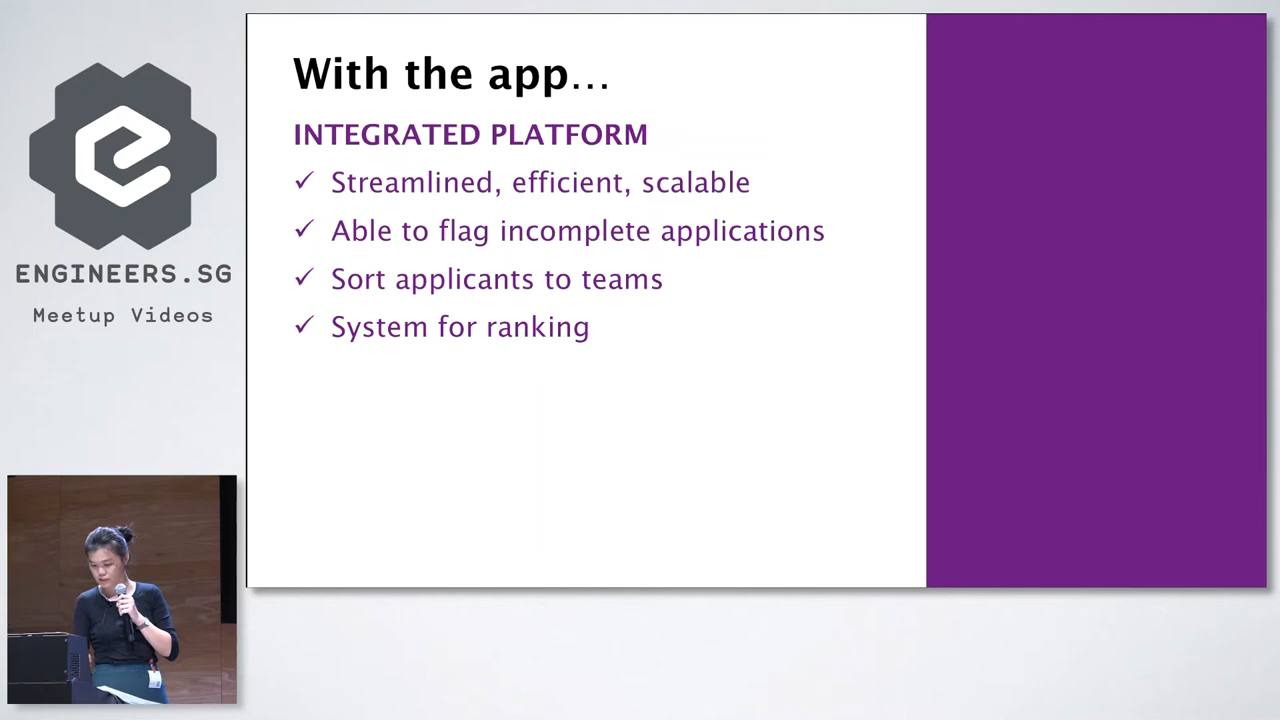 With the app...
INTEGRATED PLATFORM
✓ Streamlined, efficient, scalable
✓ Able to flag incomplete applications
✓ Sort applicants to teams
✓ System for ranking
ENGINEERS.SG
Meetup Videos